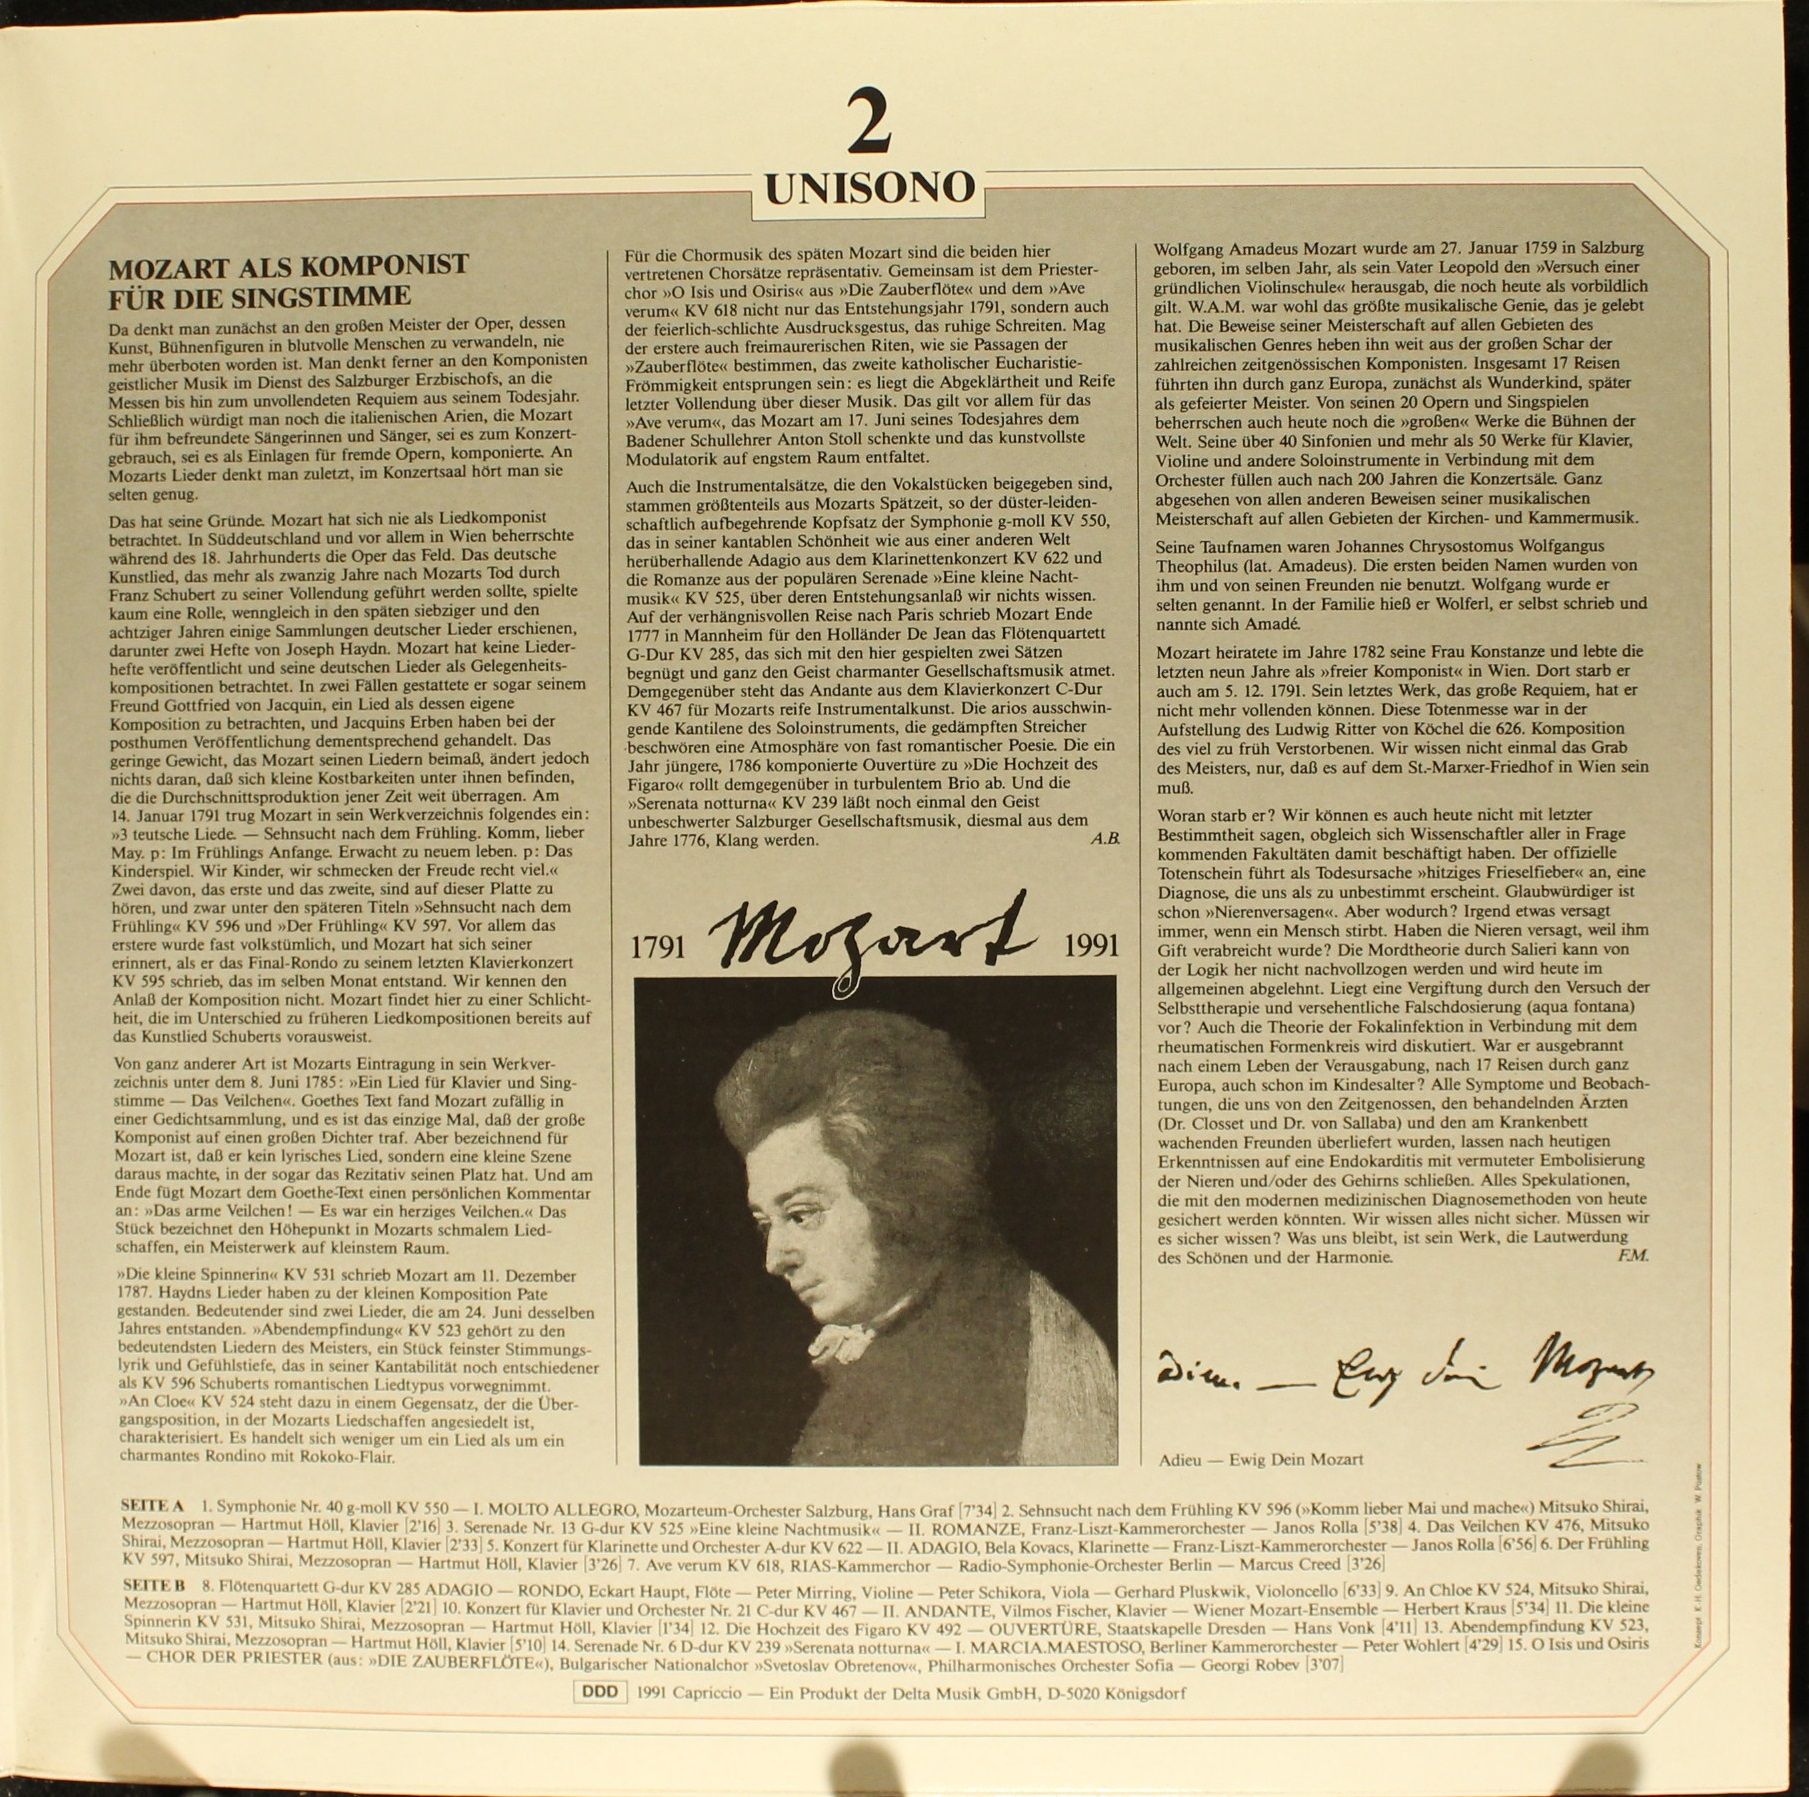 2
UNISONO
MOZART ALS KOMPONIST
FÜR DIE SINGSTIMME
Da denkt man zunächst an den großen Meister der Oper, dessen
Kunst, Bühnenfiguren in blutvolle Menschen zu verwandeln, nie
mehr überboten worden ist. Man denkt ferner an den Komponisten
geistlicher Musik im Dienst des Salzburger Erzbischofs, an die
Messen bis hin zum unvollendeten Requiem aus seinem Todesjahr.
Schließlich würdigt man noch die italienischen Arien, die Mozart
für ihm befreundete Sängerinnen und Sänger, sei es zum Konzert-
gebrauch, sei es als Einlagen für fremde Opern, komponierte. An
Mozarts Lieder denkt man zuletzt, im Konzertsaal hört man sie
selten genug.
Das hat seine Gründe. Mozart hat sich nie als Liedkomponist
betrachtet. In Süddeutschland und vor allem in Wien beherrschte
während des 18. Jahrhunderts die Oper das Feld. Das deutsche
Kunstlied, das mehr als zwanzig Jahre nach Mozarts Tod durch
Franz Schubert zu seiner Vollendung geführt werden sollte, spielte
kaum eine Rolle, wenngleich in den späten siebziger und den
achtziger Jahren einige Sammlungen deutscher Lieder erschienen,
darunter zwei Hefte von Joseph Haydn. Mozart hat keine Lieder-
hefte veröffentlicht und seine deutschen Lieder als Gelegenheits-
kompositionen betrachtet. In zwei Fällen gestattete er sogar seinem
Freund Gottfried von Jacquin, ein Lied als dessen eigene
Komposition zu betrachten, und Jacquins Erben haben bei der
posthumen Veröffentlichung dementsprechend gehandelt. Das
geringe Gewicht, das Mozart seinen Liedern beimaß, ändert jedoch
nichts daran, daß sich kleine Kostbarkeiten unter ihnen befinden,
die die Durchschnittsproduktion jener Zeit weit überragen. Am
14. Januar 1791 trug Mozart in sein Werkverzeichnis folgendes ein:
»3 teutsche Liede. — Sehnsucht nach dem Frühling. Komm, lieber
May. p: Im Frühlings Anfange. Erwacht zu neuem leben. p: Das
Kinderspiel. Wir Kinder, wir schmecken der Freude recht viel.«
Zwei davon, das erste und das zweite, sind auf dieser Platte zu
hören, und zwar unter den späteren Titeln »Sehnsucht nach dem
Frühling« KV 596 und »Der Frühling« KV 597. Vor allem das
erstere wurde fast volkstümlich, und Mozart hat sich seiner
erinnert, als er das Final-Rondo zu seinem letzten Klavierkonzert
KV 595 schrieb, das im selben Monat entstand. Wir kennen den
Anlaß der Komposition nicht. Mozart findet hier zu einer Schlicht-
heit, die im Unterschied zu früheren Liedkompositionen bereits auf
das Kunstlied Schuberts vorausweist.
Von ganz anderer Art ist Mozarts Eintragung in sein Werkver-
zeichnis unter dem 8. Juni 1785: »Ein Lied für Klavier und Sing-
stimme — Das Veilchen«. Goethes Text fand Mozart zufällig in
einer Gedichtsammlung, und es ist das einzige Mal, daß der große
Komponist auf einen großen Dichter traf. Aber bezeichnend für
Mozart ist, daß er kein lyrisches Lied, sondern eine kleine Szene
daraus machte, in der sogar das Rezitativ seinen Platz hat. Und am
Ende fügt Mozart dem Goethe-Text einen persönlichen Kommentar
an: »Das arme Veilchen! — Es war ein herziges Veilchen.« Das
Stück bezeichnet den Höhepunkt in Mozarts schmalem Lied-
schaffen, ein Meisterwerk auf kleinstem Raum.
»Die kleine Spinnerin« KV 531 schrieb Mozart am 11. Dezember
1787. Haydns Lieder haben zu der kleinen Komposition Pate
gestanden. Bedeutender sind zwei Lieder, die am 24. Juni desselben
Jahres entstanden. »Abendempfindung« KV 523 gehört zu den
bedeutendsten Liedern des Meisters, ein Stück feinster Stimmungs-
lyrik und Gefühlstiefe, das in seiner Kantabilität noch entschiedener
als KV 596 Schuberts romantischen Liedtypus vorwegnimmt.
»An Cloe« KV 524 steht dazu in einem Gegensatz, der die Über-
gangsposition, in der Mozarts Liedschaffen angesiedelt ist,
charakterisiert. Es handelt sich weniger um ein Lied als um ein
charmantes Rondino mit Rokoko-Flair.
Für die Chormusik des späten Mozart sind die beiden hier
vertretenen Chorsätze repräsentativ. Gemeinsam ist dem Priester-
chor »O Isis und Osiris« aus »Die Zauberflöte« und dem »Ave
verum« KV 618 nicht nur das Entstehungsjahr 1791, sondern auch
der feierlich-schlichte Ausdrucksgestus, das ruhige Schreiten. Mag
der erstere auch freimaurerischen Riten, wie sie Passagen der
»Zauberflöte« bestimmen, das zweite katholischer Eucharistie-
Frömmigkeit entsprungen sein: es liegt die Abgeklärtheit und Reife
letzter Vollendung über dieser Musik. Das gilt vor allem für das
»Ave verum«, das Mozart am 17. Juni seines Todesjahres dem
Badener Schullehrer Anton Stoll schenkte und das kunstvollste
Modulatorik auf engstem Raum entfaltet.
Auch die Instrumentalsätze, die den Vokalstücken beigegeben sind,
stammen größtenteils aus Mozarts Spätzeit, so der düster-leiden-
schaftlich aufbegehrende Kopfsatz der Symphonie g-moll KV 550,
das in seiner kantablen Schönheit wie aus einer anderen Welt
herüberhallende Adagio aus dem Klarinettenkonzert KV 622 und
die Romanze aus der populären Serenade »Eine kleine Nacht-
musik« KV 525, über deren Entstehungsanlaß wir nichts wissen.
Auf der verhängnisvollen Reise nach Paris schrieb Mozart Ende
1777 in Mannheim für den Holländer De Jean das Flötenquartett
G-Dur KV 285, das sich mit den hier gespielten zwei Sätzen
begnügt und ganz den Geist charmanter Gesellschaftsmusik atmet.
Demgegenüber steht das Andante aus dem Klavierkonzert C-Dur
KV 467 für Mozarts reife Instrumentalkunst. Die arios ausschwin-
gende Kantilene des Soloinstruments, die gedämpften Streicher
beschwören eine Atmosphäre von fast romantischer Poesie. Die ein
Jahr jüngere, 1786 komponierte Ouvertüre zu »Die Hochzeit des
Figaro« rollt demgegenüber in turbulentem Brio ab. Und die
»Serenata notturna« KV 239 läßt noch einmal den Geist
unbeschwerter Salzburger Gesellschaftsmusik, diesmal aus dem
Jahre 1776, Klang werden. A.B.
1791 Mozart 1991
Wolfgang Amadeus Mozart wurde am 27. Januar 1759 in Salzburg
geboren, im selben Jahr, als sein Vater Leopold den »Versuch einer
gründlichen Violinschule« herausgab, die noch heute als vorbildlich
gilt. W.A.M. war wohl das größte musikalische Genie, das je gelebt
hat. Die Beweise seiner Meisterschaft auf allen Gebieten des
musikalischen Genres heben ihn weit aus der großen Schar der
zahlreichen zeitgenössischen Komponisten. Insgesamt 17 Reisen
führten ihn durch ganz Europa, zunächst als Wunderkind, später
als gefeierter Meister. Von seinen 20 Opern und Singspielen
beherrschen auch heute noch die »großen« Werke die Bühnen der
Welt. Seine über 40 Sinfonien und mehr als 50 Werke für Klavier,
Violine und andere Soloinstrumente in Verbindung mit dem
Orchester füllen auch nach 200 Jahren die Konzertsäle. Ganz
abgesehen von allen anderen Beweisen seiner musikalischen
Meisterschaft auf allen Gebieten der Kirchen- und Kammermusik.
Seine Taufnamen waren Johannes Chrysostomus Wolfgangus
Theophilus (lat. Amadeus). Die ersten beiden Namen wurden von
ihm und von seinen Freunden nie benutzt. Wolfgang wurde er
selten genannt. In der Familie hieß er Wolferl, er selbst schrieb und
nannte sich Amadé.
Mozart heiratete im Jahre 1782 seine Frau Konstanze und lebte die
letzten neun Jahre als »freier Komponist« in Wien. Dort starb er
auch am 5. 12. 1791. Sein letztes Werk, das große Requiem, hat er
nicht mehr vollenden können. Diese Totenmesse war in der
Aufstellung des Ludwig Ritter von Köchel die 626. Komposition
des viel zu früh Verstorbenen. Wir wissen nicht einmal das Grab
des Meisters, nur, daß es auf dem St.-Marxer-Friedhof in Wien sein
muß.
Woran starb er? Wir können es auch heute nicht mit letzter
Bestimmtheit sagen, obgleich sich Wissenschaftler aller in Frage
kommenden Fakultäten damit beschäftigt haben. Der offizielle
Totenschein führt als Todesursache »hitziges Frieselfieber« an, eine
Diagnose, die uns als zu unbestimmt erscheint. Glaubwürdiger ist
schon »Nierenversagen«. Aber wodurch? Irgend etwas versagt
immer, wenn ein Mensch stirbt. Haben die Nieren versagt, weil ihm
Gift verabreicht wurde? Die Mordtheorie durch Salieri kann von
der Logik her nicht nachvollzogen werden und wird heute im
allgemeinen abgelehnt. Liegt eine Vergiftung durch den Versuch der
Selbsttherapie und versehentliche Falschdosierung (aqua fontana)
vor? Auch die Theorie der Fokalinfektion in Verbindung mit dem
rheumatischen Formenkreis wird diskutiert. War er ausgebrannt
nach einem Leben der Verausgabung, nach 17 Reisen durch ganz
Europa, auch schon im Kindesalter? Alle Symptome und Beobach-
tungen, die uns von den Zeitgenossen, den behandelnden Ärzten
(Dr. Closset und Dr. von Sallaba) und den am Krankenbett
wachenden Freunden überliefert wurden, lassen nach heutigen
Erkenntnissen auf eine Endokarditis mit vermuteter Embolisierung
der Nieren und/oder des Gehirns schließen. Alles Spekulationen,
die mit den modernen medizinischen Diagnosemethoden von heute
gesichert werden könnten. Wir wissen alles nicht sicher. Müssen wir
es sicher wissen? Was uns bleibt, ist sein Werk, die Lautwerdung
des Schönen und der Harmonie. F.M.
Adieu — Ewig Dein Mozart
Adieu — Ewig Dein Mozart
SEITE A 1. Symphonie Nr. 40 g-moll KV 550 — I. MOLTO ALLEGRO, Mozarteum-Orchester Salzburg, Hans Graf [7'34] 2. Sehnsucht nach dem Frühling KV 596 (»Komm lieber Mai und mache«) Mitsuko Shirai,
Mezzosopran — Hartmut Höll, Klavier [2'16] 3. Serenade Nr. 13 G-dur KV 525 »Eine kleine Nachtmusik« — II. ROMANZE, Franz-Liszt-Kammerorchester — Janos Rolla [5'38] 4. Das Veilchen KV 476, Mitsuko
Shirai, Mezzosopran — Hartmut Höll, Klavier [2'33] 5. Konzert für Klarinette und Orchester A-dur KV 622 — II. ADAGIO, Bela Kovacs, Klarinette — Franz-Liszt-Kammerorchester — Janos Rolla [6'56] 6. Der Frühling
KV 597, Mitsuko Shirai, Mezzosopran — Hartmut Höll, Klavier [3'26] 7. Ave verum KV 618, RIAS-Kammerchor — Radio-Symphonie-Orchester Berlin — Marcus Creed [3'26]
SEITE B 8. Flötenquartett G-dur KV 285 ADAGIO — RONDO, Eckart Haupt, Flöte — Peter Mirring, Violine — Peter Schikora, Viola — Gerhard Pluskwik, Violoncello [6'33] 9. An Chloe KV 524, Mitsuko Shirai,
Mezzosopran — Hartmut Höll, Klavier [2'21] 10. Konzert für Klavier und Orchester Nr. 21 C-dur KV 467 — II. ANDANTE, Vilmos Fischer, Klavier — Wiener Mozart-Ensemble — Herbert Kraus [5'34] 11. Die kleine
Spinnerin KV 531, Mitsuko Shirai, Mezzosopran — Hartmut Höll, Klavier [1'34] 12. Die Hochzeit des Figaro KV 492 — OUVERTÜRE, Staatskapelle Dresden — Hans Vonk [4'11] 13. Abendempfindung KV 523,
Mitsuko Shirai, Mezzosopran — Hartmut Höll, Klavier [5'10] 14. Serenade Nr. 6 D-dur KV 239 »Serenata notturna« — I. MARCIA.MAESTOSO, Berliner Kammerorchester — Peter Wohlert [4'29] 15. O Isis und Osiris
— CHOR DER PRIESTER (aus: »DIE ZAUBERFLÖTE«), Bulgarischer Nationalchor »Svetoslav Obretenov«, Philharmonisches Orchester Sofia — Georgi Robev [3'07]
DDD 1991 Capriccio — Ein Produkt der Delta Musik GmbH, D-5020 Königsdorf